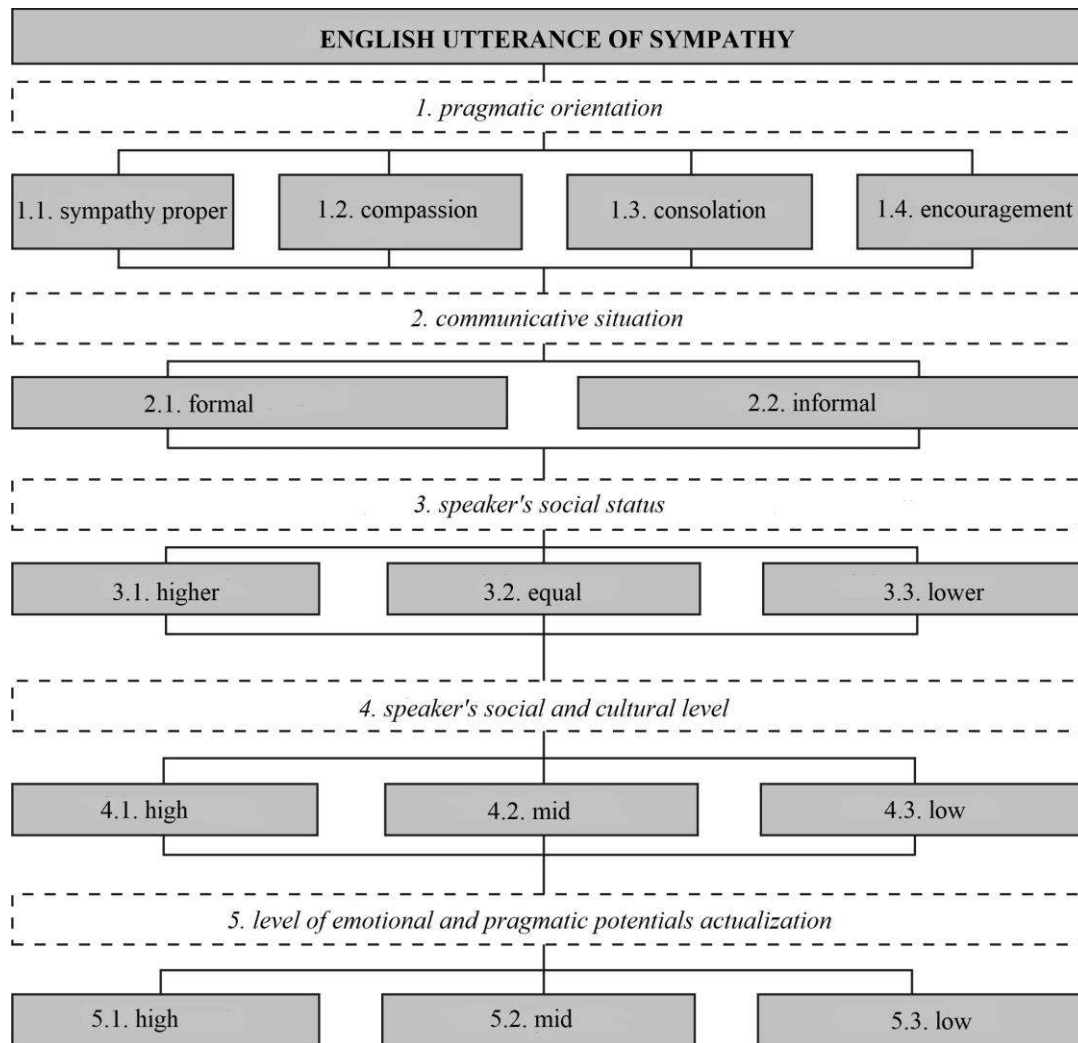 ENGLISH UTTERANCE OF SYMPATHY
1. pragmatic orientation
1.1. sympathy proper
1.2. compassion
1.3. consolation
1.4. encouragement
2. communicative situation
2.1. formal
2.2. informal
3. speaker's social status
3.1. higher
3.2. equal
3.3. lower
4. speaker's social and cultural level
4.1. high
4.2. mid
4.3. low
5. level of emotional and pragmatic potentials actualization
5.1. high
5.2. mid
5.3. low